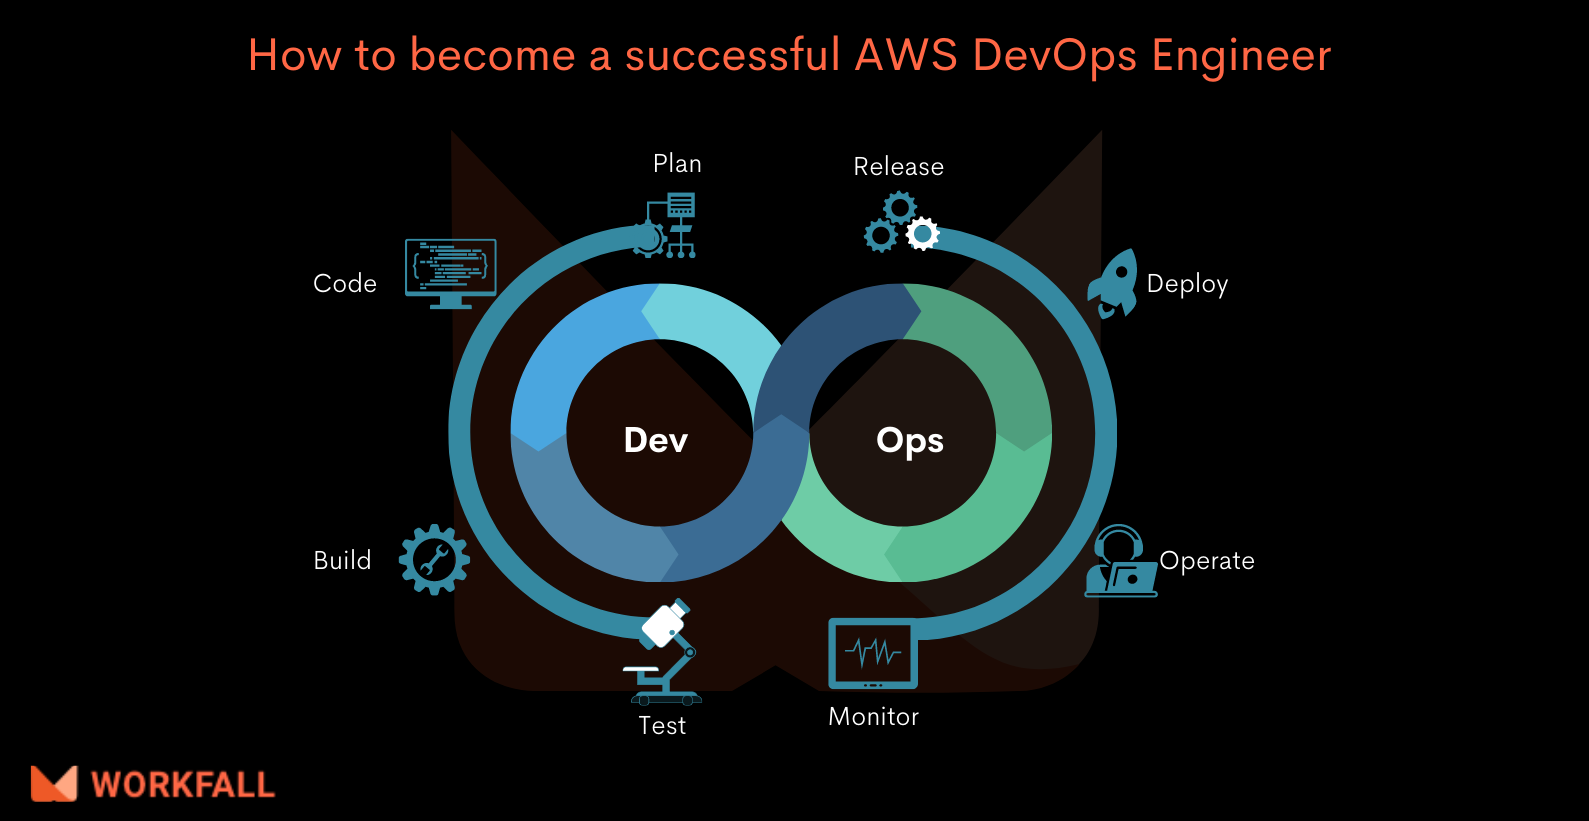 How to become a successful AWS DevOps Engineer
Plan
Release
Code
Deploy
Dev
Ops
Build
Operate
Test
Monitor
WORKFALL